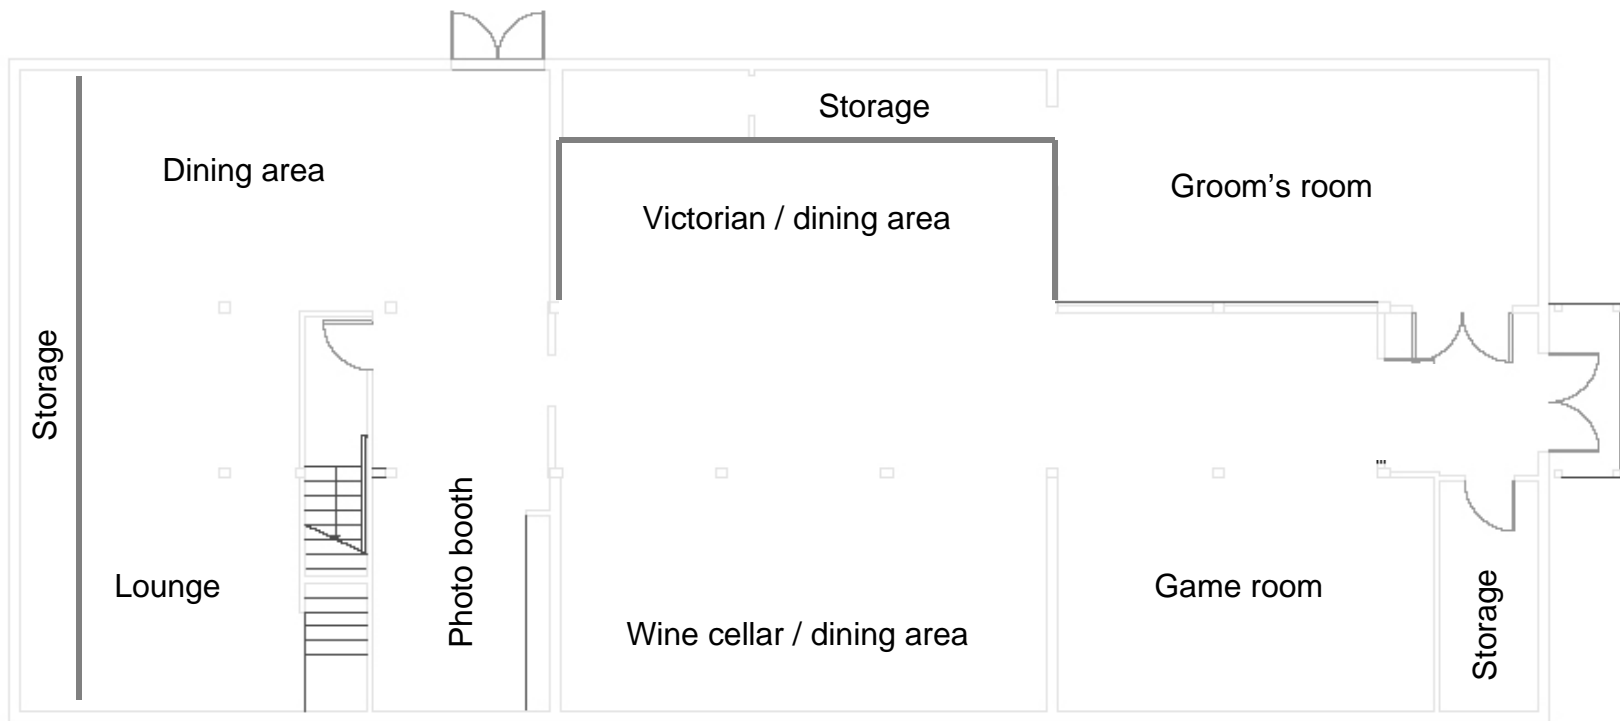 Storage
Dining area
Groom’s room
Victorian / dining area
Storage
Photo booth
Lounge
Game room
Storage
Wine cellar / dining area